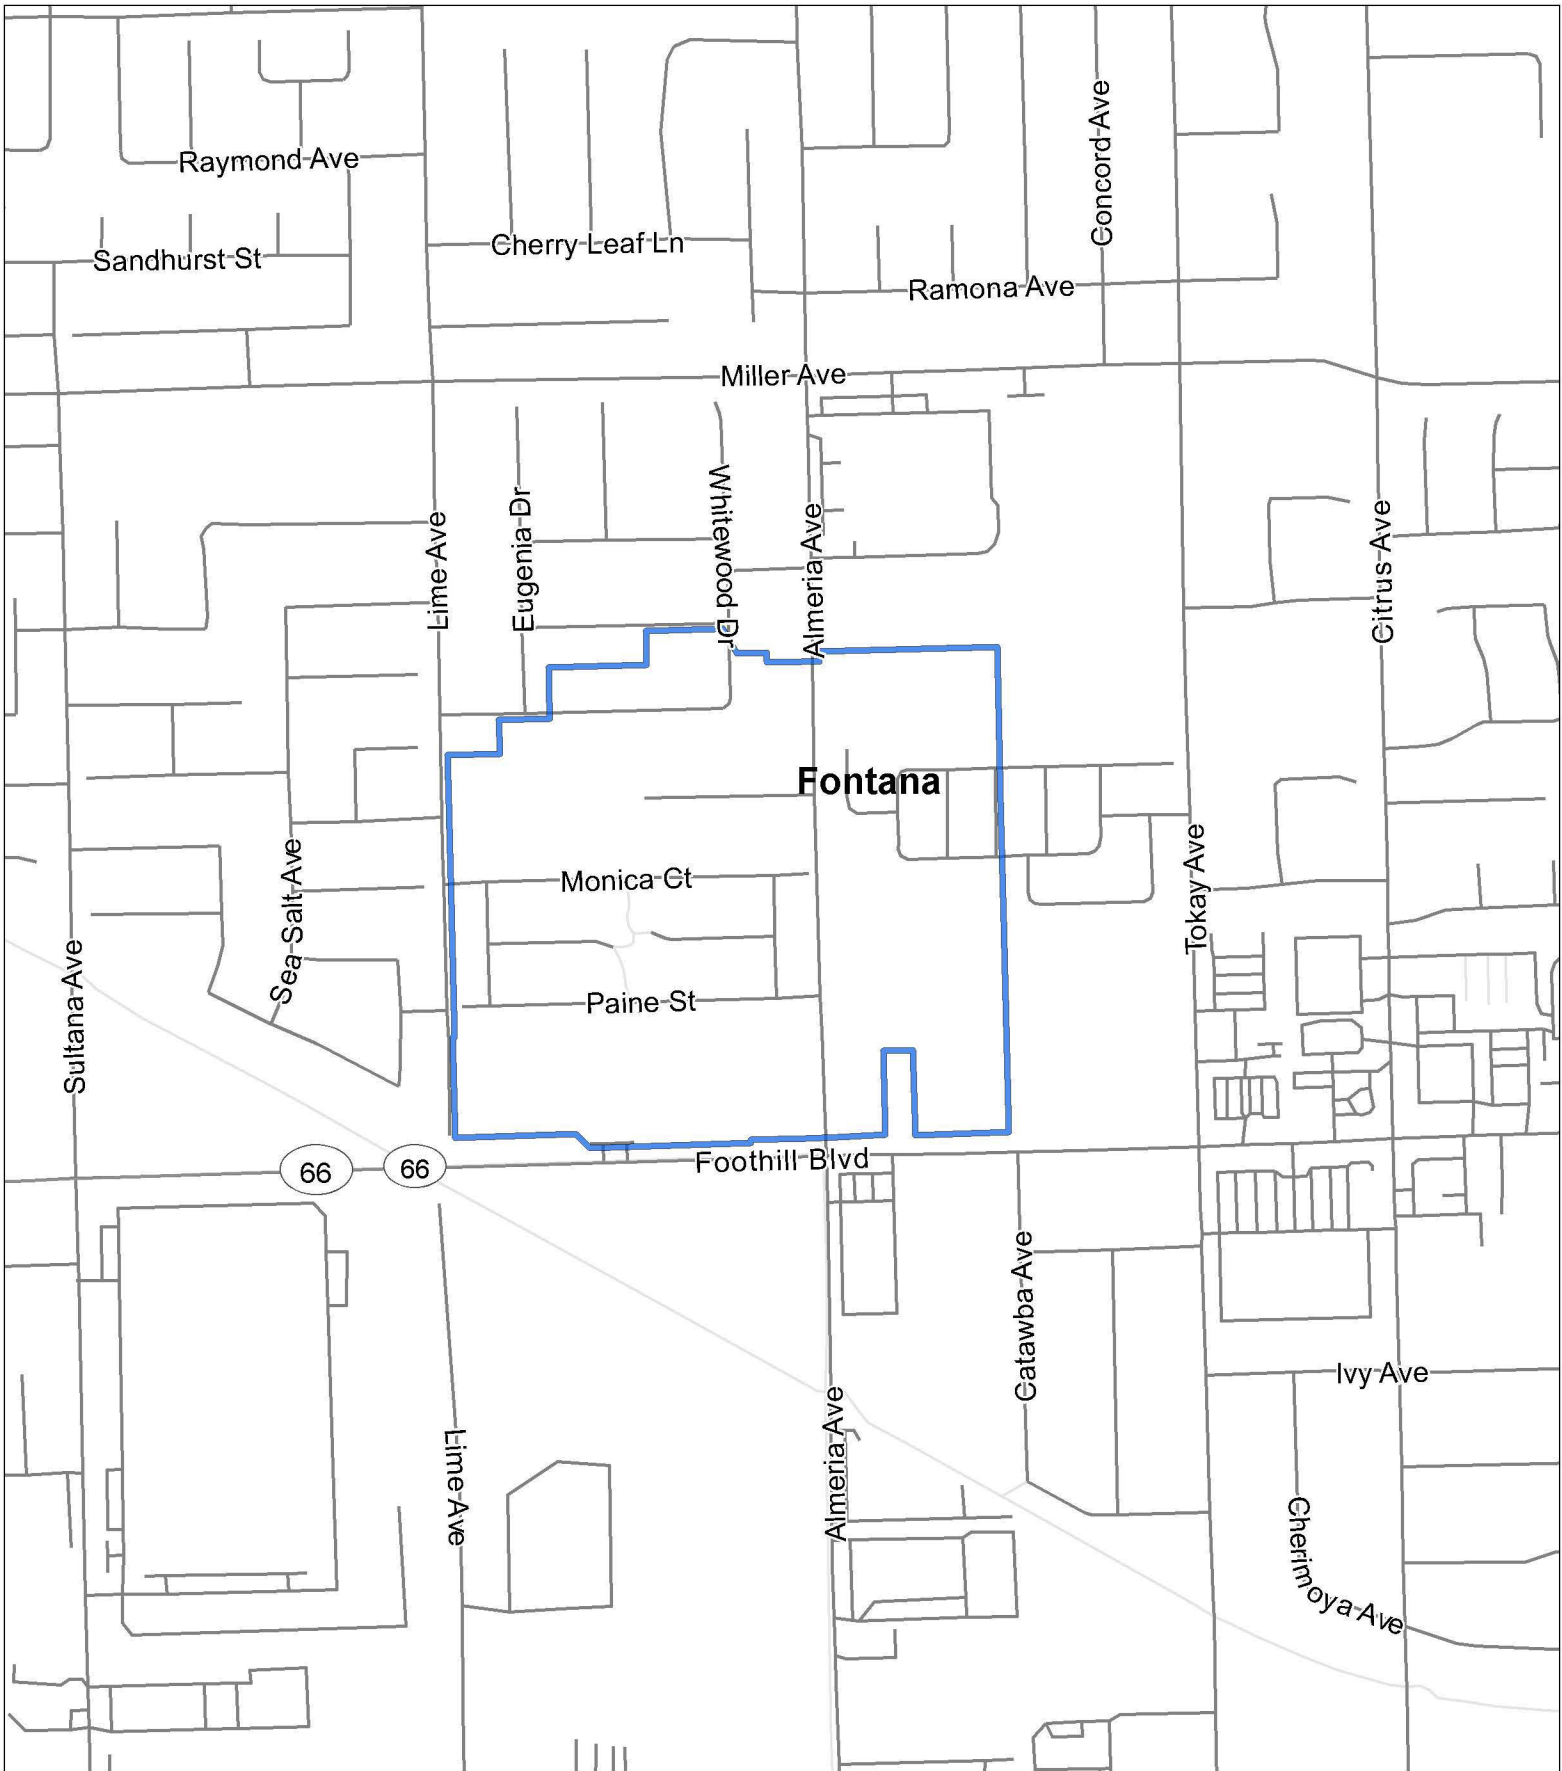 Concord Ave
Raymond Ave
Cherry Leaf Ln
Sandhurst St
Ramona Ave
Miller Ave
Lime Ave
Eugenia Dr
Whitewood Dr
Almeria Ave
Citrus Ave
Fontana
Monica Ct
Sea Salt Ave
Tokay Ave
Sultana Ave
Paine St
66
66
Foothill Blvd
Catawba Ave
Ivy Ave
Lime Ave
Almeria Ave
Cherimoya Ave